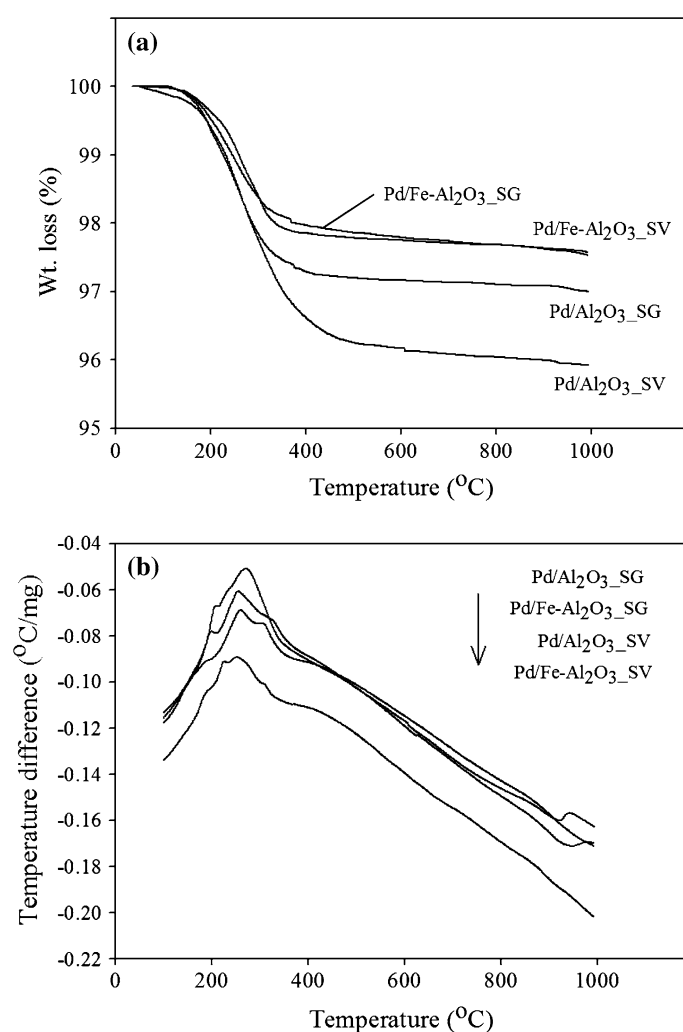 (a)
100
99
98
97
96
95
Wt. loss (%)
Pd/Fe-Al2O3_SG
Pd/Fe-Al2O3_SV
Pd/Al2O3_SG
Pd/Al2O3_SV
0 200 400 600 800 1000
Temperature (°C)
(b)
-0.04
-0.06
-0.08
-0.10
-0.12
-0.14
-0.16
-0.18
-0.20
-0.22
Temperature difference (°C/mg)
Pd/Al2O3_SG
Pd/Fe-Al2O3_SG
Pd/Al2O3_SV
Pd/Fe-Al2O3_SV
0 200 400 600 800 1000
Temperature (°C)